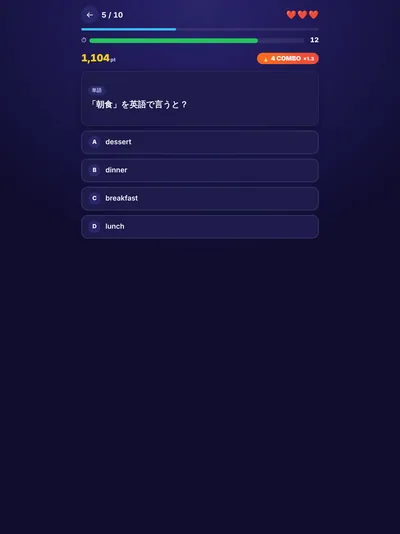 5 / 10
12
1,104pt
4 COMBO ×1.3
単語
「朝食」を英語で言うと？
A dessert
B dinner
C breakfast
D lunch